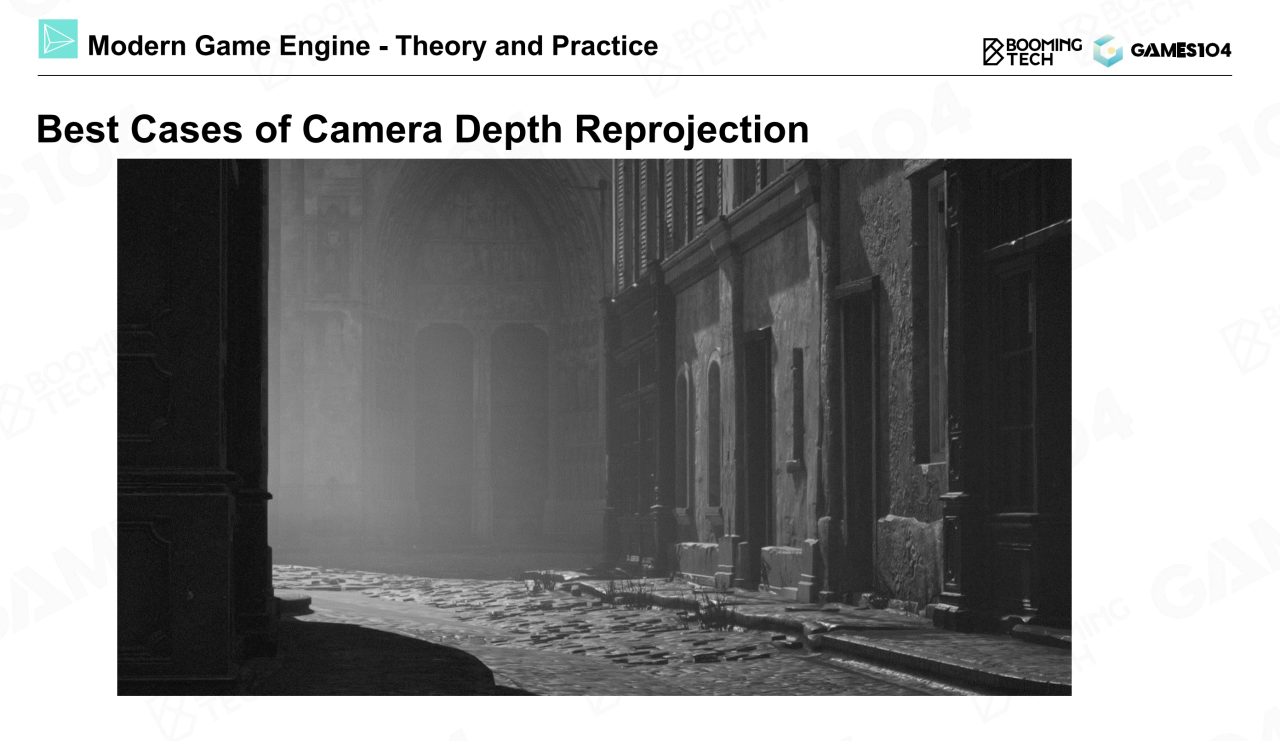 Modern Game Engine - Theory and Practice
BOOMING
TECH
GAMES104
Best Cases of Camera Depth Reprojection